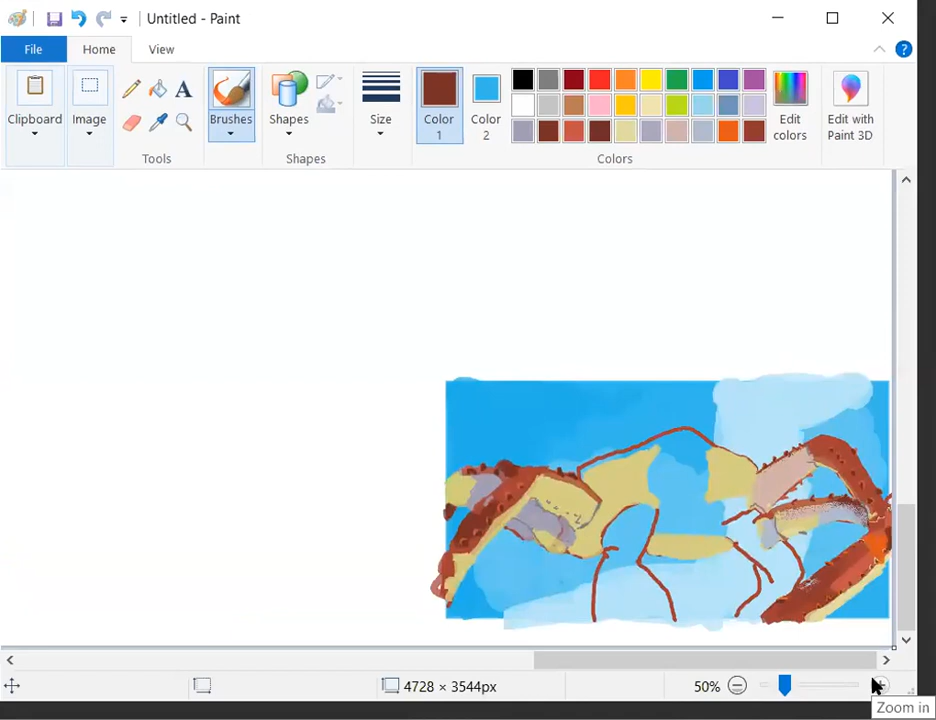 Untitled - Paint
File
Home
View
Clipboard
Image
Tools
Brushes
Shapes
Shapes
Size
Color
1
Color
2
Edit
colors
Colors
Edit with
Paint 3D
4728 × 3544px
50%
Zoom in